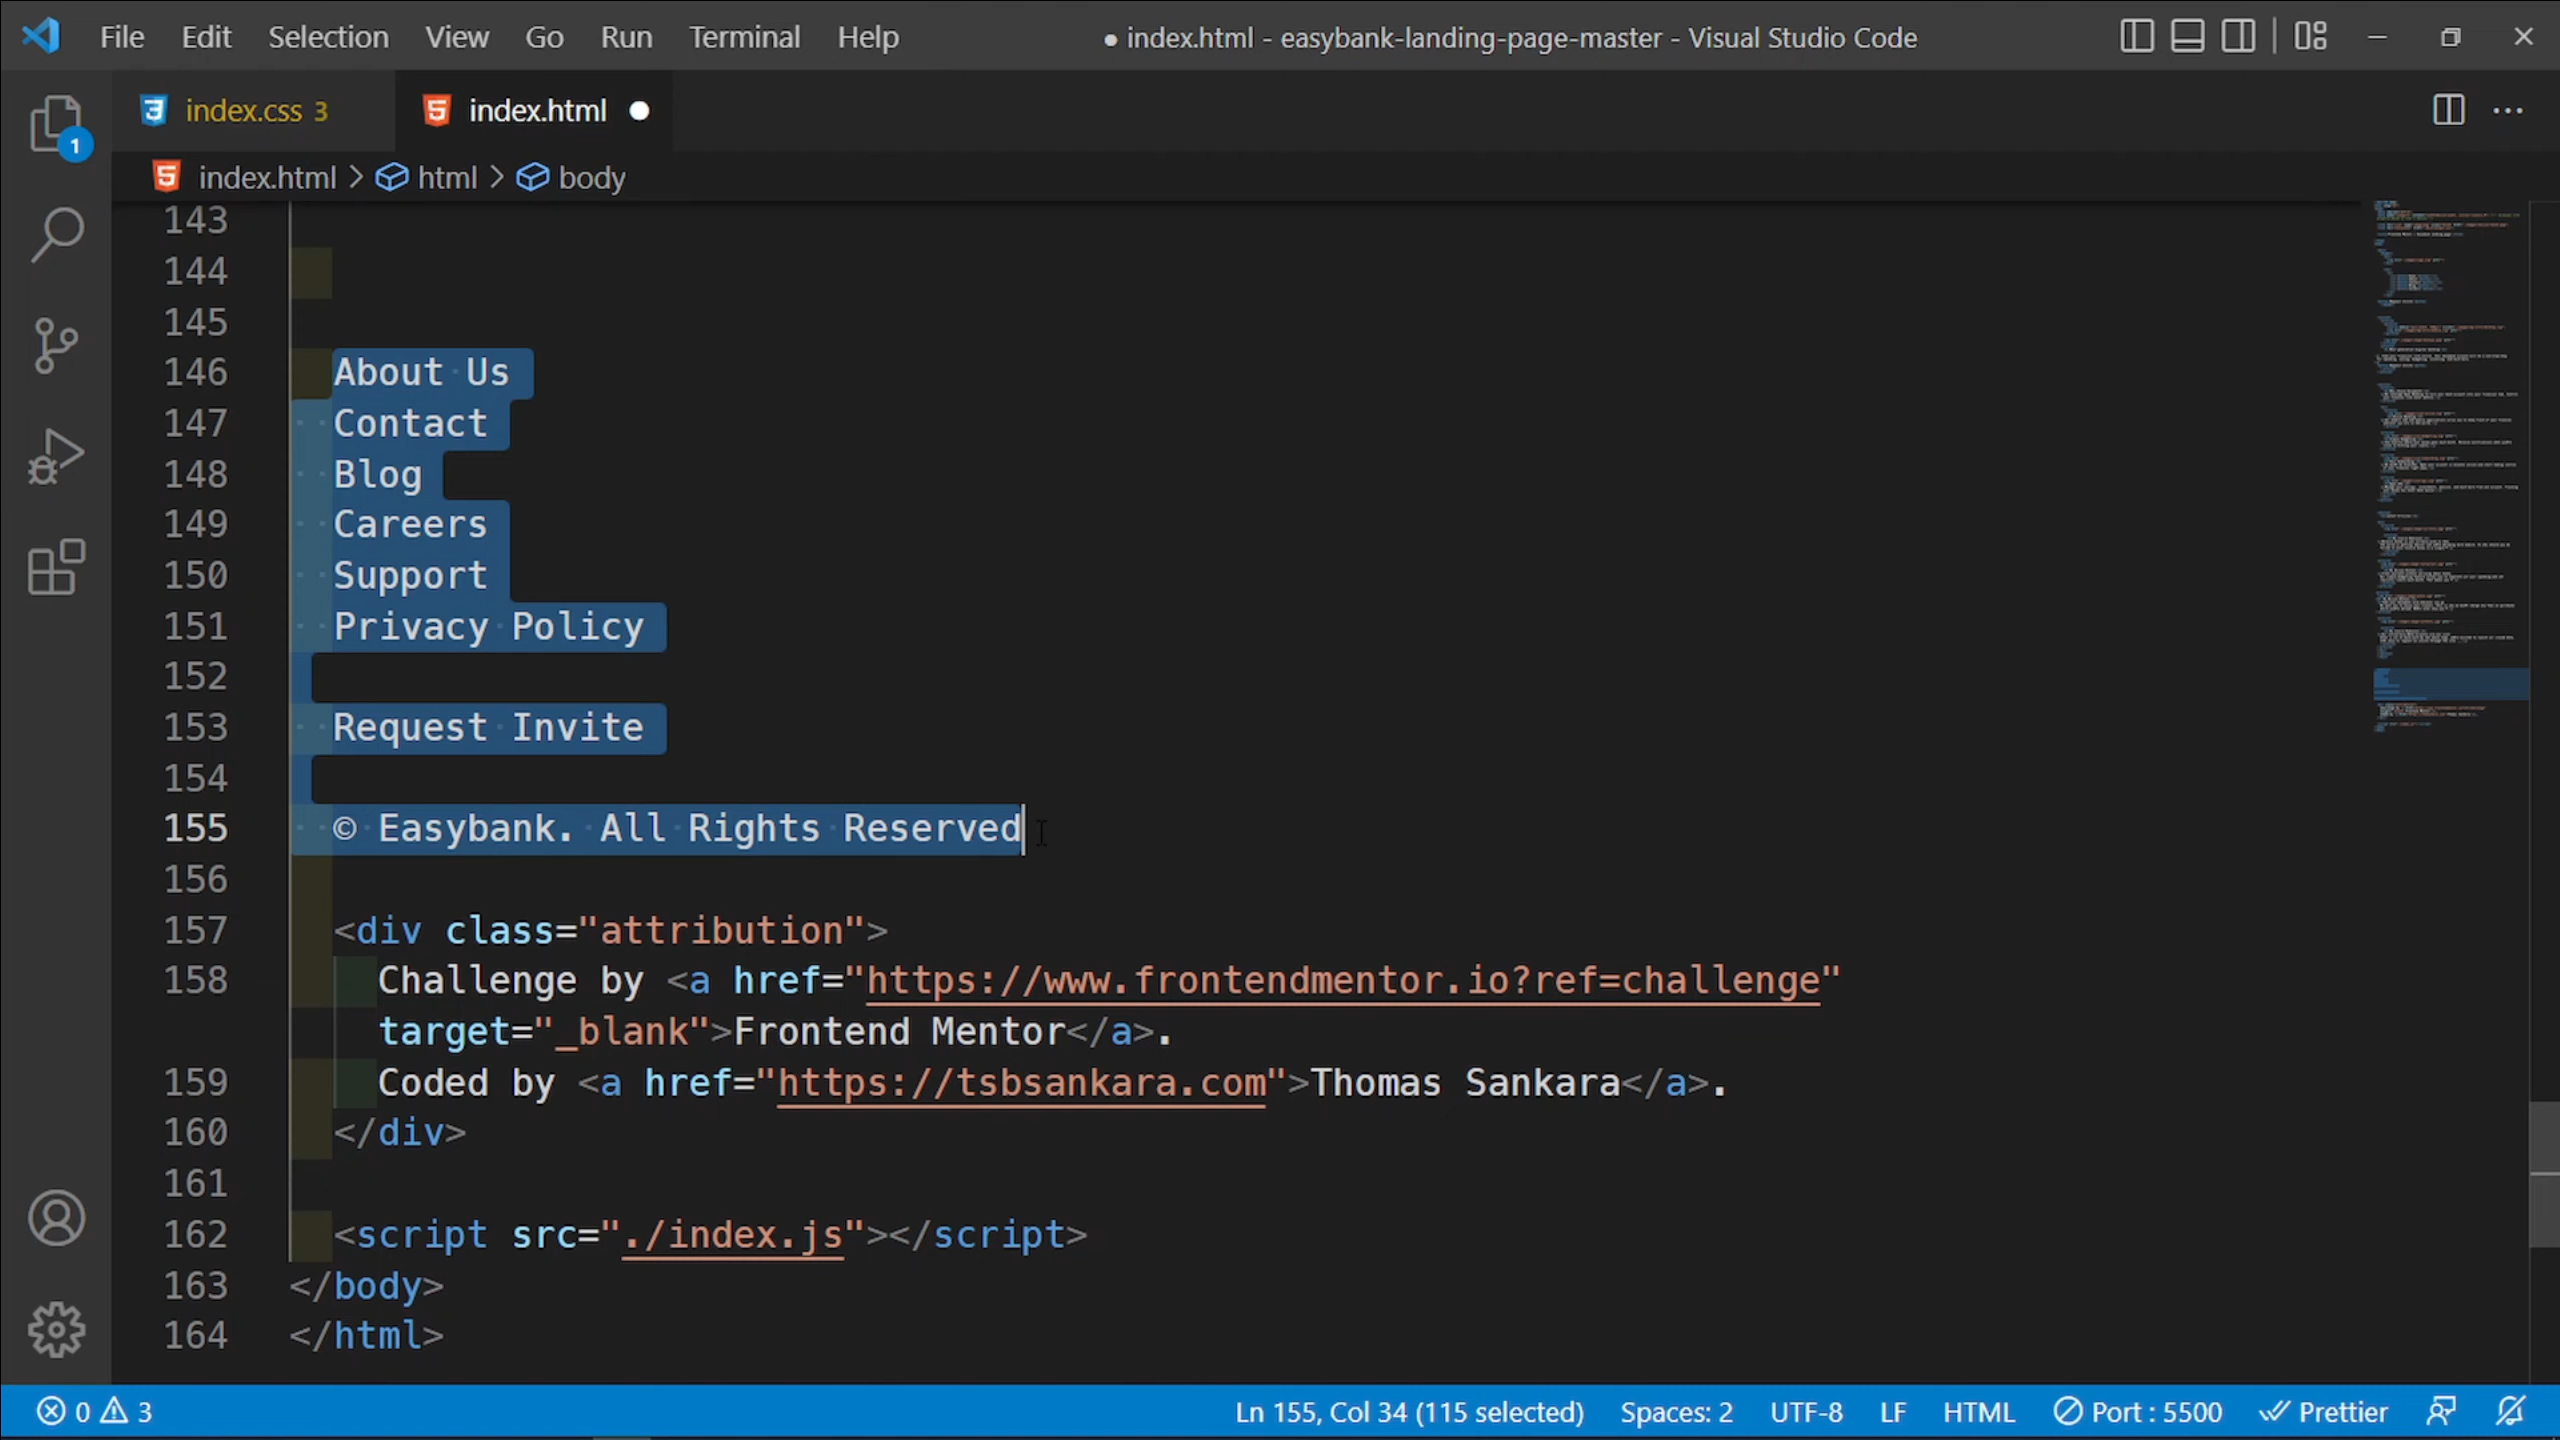 File Edit Selection View Go Run Terminal Help ● index.html - easybank-landing-page-master - Visual Studio Code
index.css 3 index.html ●
1
index.html > html > body
143
144
145
146 About Us
147 Contact
148 Blog
149 Careers
150 Support
151 Privacy Policy
152
153 Request Invite
154
155 © Easybank. All Rights Reserved
156
157 <div class="attribution">
158 Challenge by <a href="https://www.frontendmentor.io?ref=challenge"
target="_blank">Frontend Mentor</a>.
159 Coded by <a href="https://tsbsankara.com">Thomas Sankara</a>.
160 </div>
161
162 <script src="./index.js"></script>
163 </body>
164 </html>
0 3 Ln 155, Col 34 (115 selected) Spaces: 2 UTF-8 LF HTML Port : 5500 Prettier